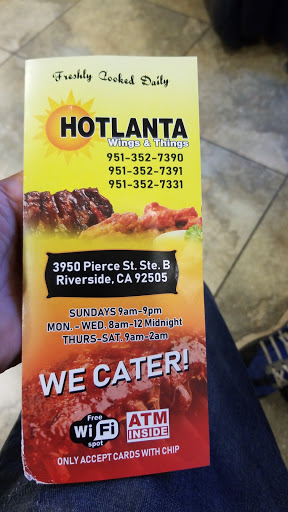 Freshly Cooked Daily
HOTLANTA
Wings & Things
951-352-7390
951-352-7391
951-352-7331
3950 Pierce St. Ste. B
Riverside, CA 92505
SUNDAYS 9am-9pm
MON. - WED. 8am-12 Midnight
THURS-SAT. 9am-2am
WE CATER!
Free
Wi Fi
spot
ATM
INSIDE
ONLY ACCEPT CARDS WITH CHIP